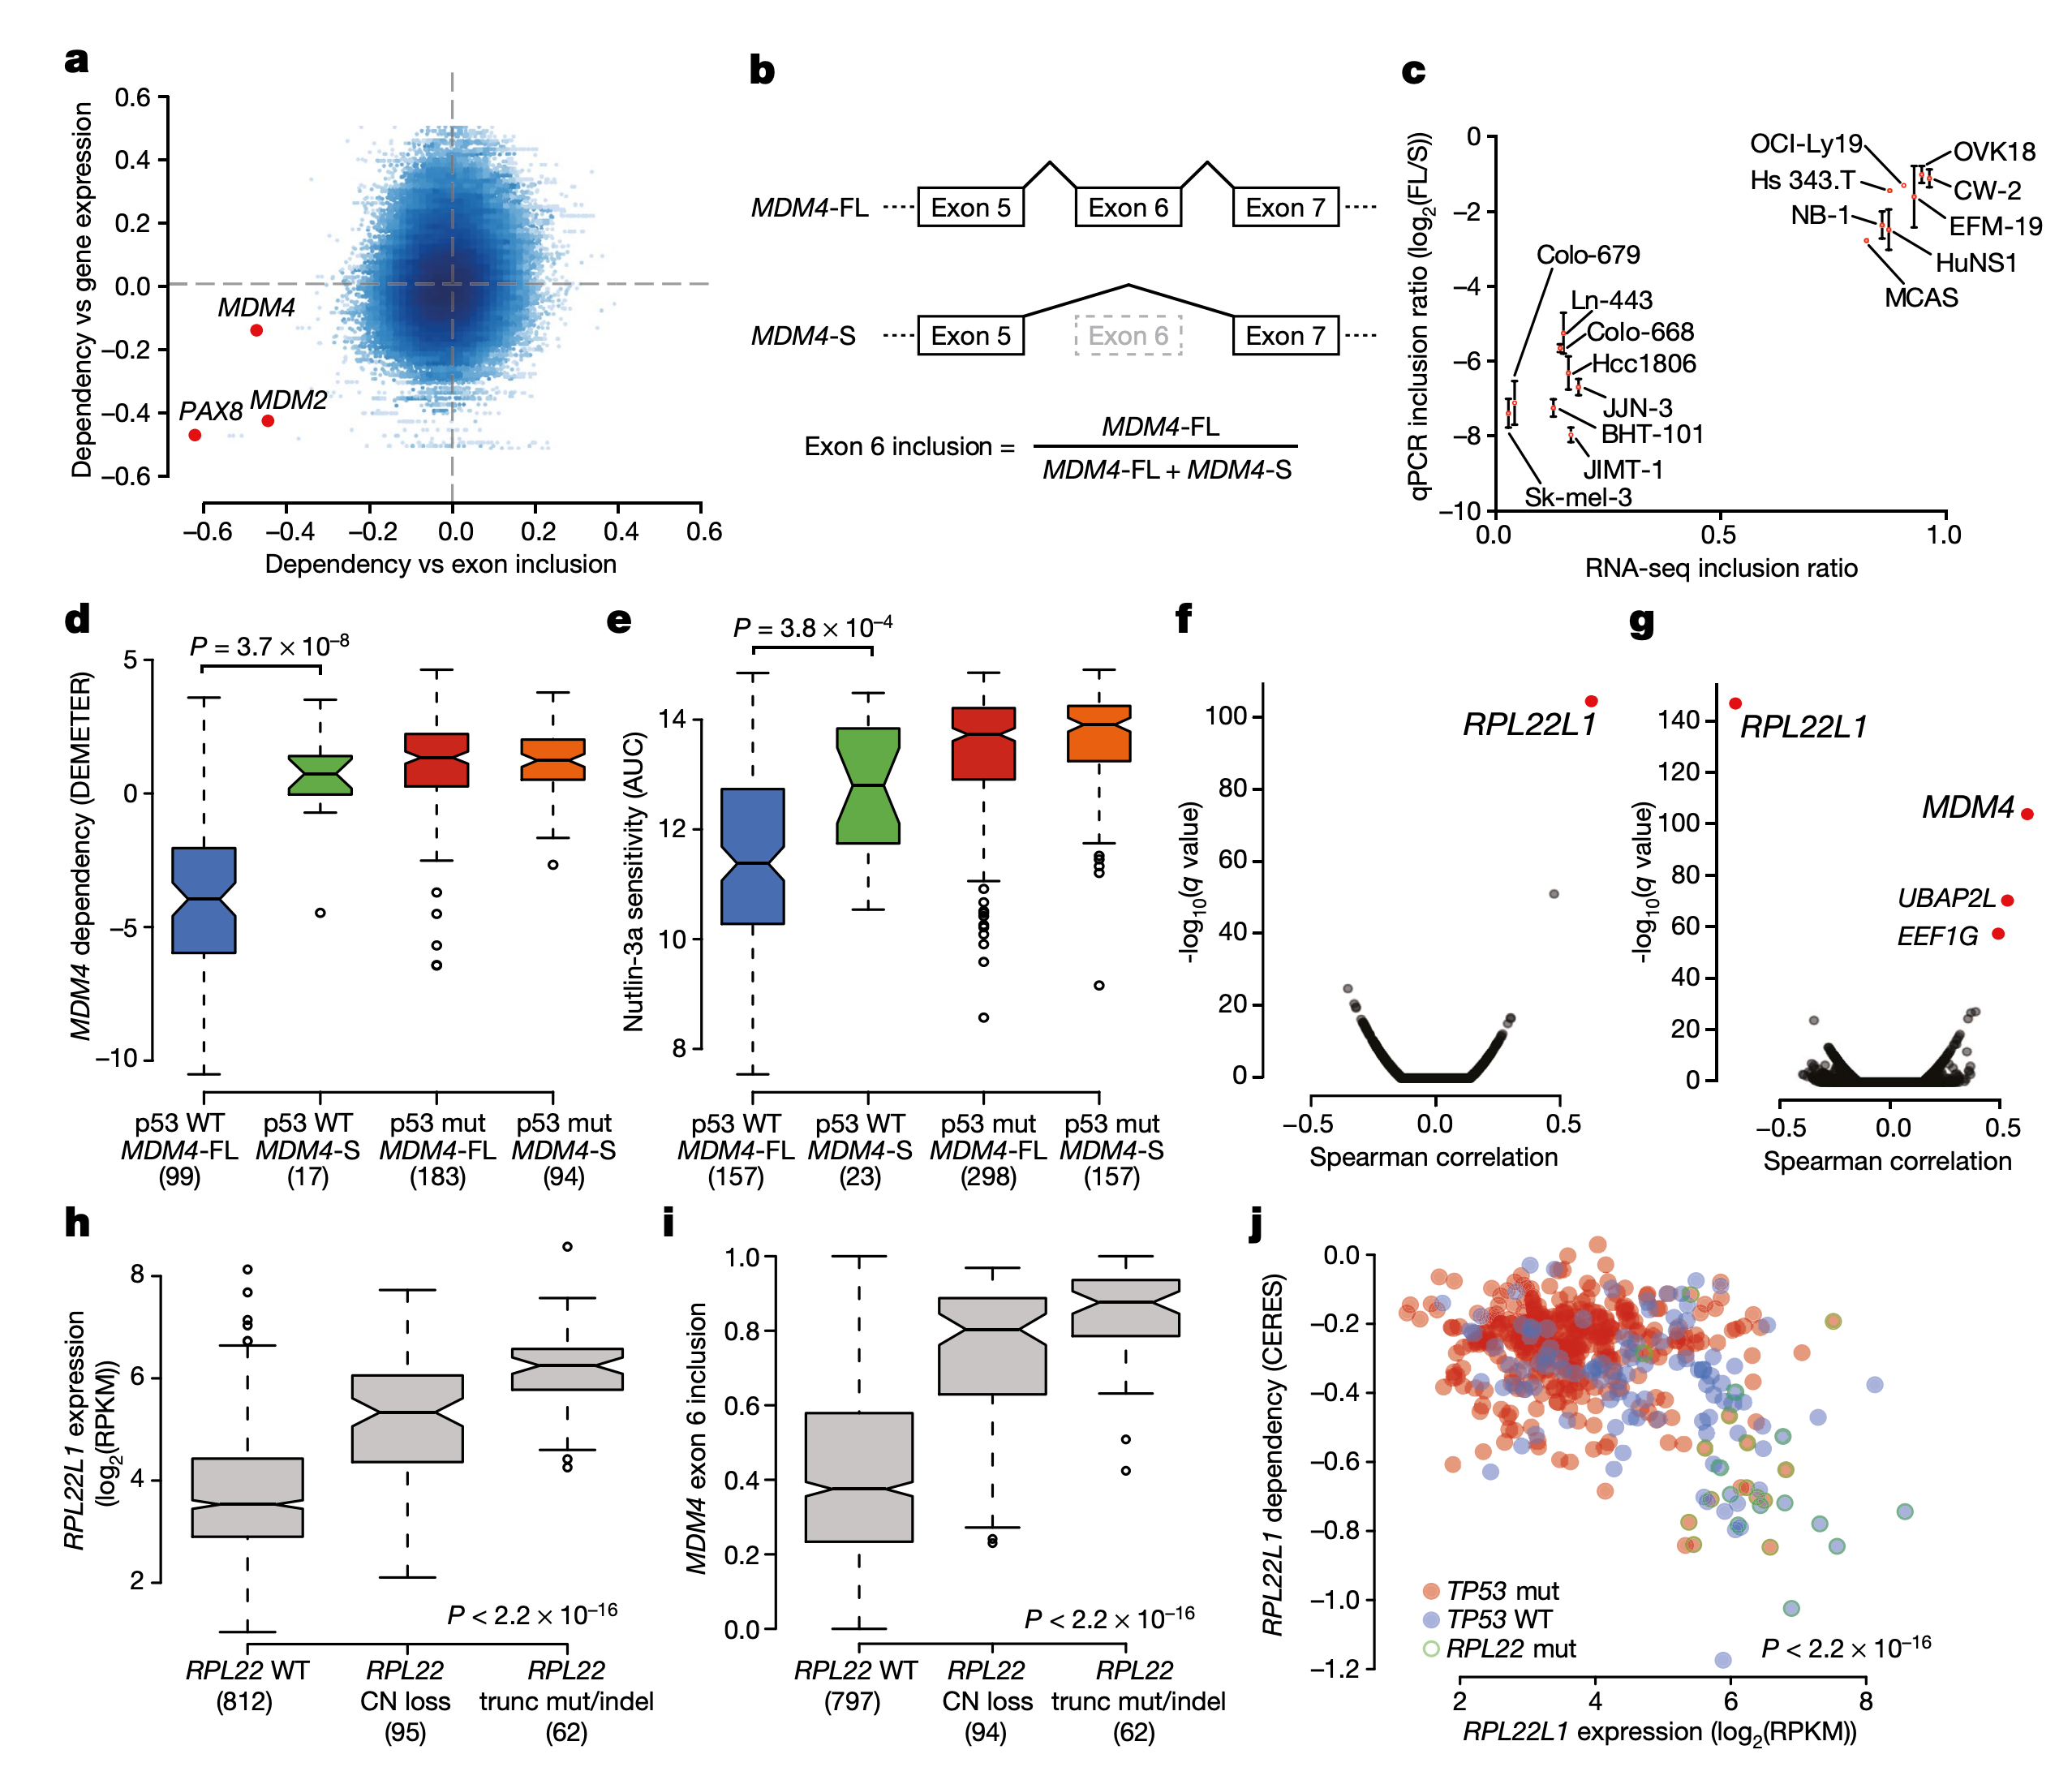 a
Dependency vs gene expression
0.6
0.4
0.2
0.0
−0.2
−0.4
−0.6
MDM4
PAX8
MDM2
−0.6 −0.4 −0.2 0.0 0.2 0.4 0.6
Dependency vs exon inclusion
b
MDM4-FL
Exon 5
Exon 6
Exon 7
MDM4-S
Exon 5
Exon 6
Exon 7
Exon 6 inclusion =
MDM4-FL
MDM4-FL + MDM4-S
c
qPCR inclusion ratio (log2(FL/S))
0
−2
−4
−6
−8
−10
OCI-Ly19
OVK18
Hs 343.T
CW-2
NB-1
EFM-19
HuNS1
MCAS
Colo-679
Ln-443
Colo-668
Hcc1806
JJN-3
BHT-101
JIMT-1
Sk-mel-3
0.0 0.5 1.0
RNA-seq inclusion ratio
d
P = 3.7 × 10−8
MDM4 dependency (DEMETER)
5
0
−5
−10
p53 WT p53 WT p53 mut p53 mut
MDM4-FL MDM4-S MDM4-FL MDM4-S
(99) (17) (183) (94)
e
P = 3.8 × 10−4
Nutlin-3a sensitivity (AUC)
14
12
10
8
p53 WT p53 WT p53 mut p53 mut
MDM4-FL MDM4-S MDM4-FL MDM4-S
(157) (23) (298) (157)
f
-log10(q value)
100
80
60
40
20
0
RPL22L1
−0.5 0.0 0.5
Spearman correlation
g
-log10(q value)
140
120
100
80
60
40
20
0
RPL22L1
MDM4
UBAP2L
EEF1G
−0.5 0.0 0.5
Spearman correlation
h
RPL22L1 expression
(log2(RPKM))
8
6
4
2
P < 2.2 × 10−16
RPL22 WT RPL22 RPL22
(812) CN loss trunc mut/indel
(95) (62)
i
MDM4 exon 6 inclusion
1.0
0.8
0.6
0.4
0.2
0.0
P < 2.2 × 10−16
RPL22 WT RPL22 RPL22
(797) CN loss trunc mut/indel
(94) (62)
j
RPL22L1 dependency (CERES)
0.0
−0.2
−0.4
−0.6
−0.8
−1.0
−1.2
TP53 mut
TP53 WT
RPL22 mut
P < 2.2 × 10−16
2 4 6 8
RPL22L1 expression (log2(RPKM))